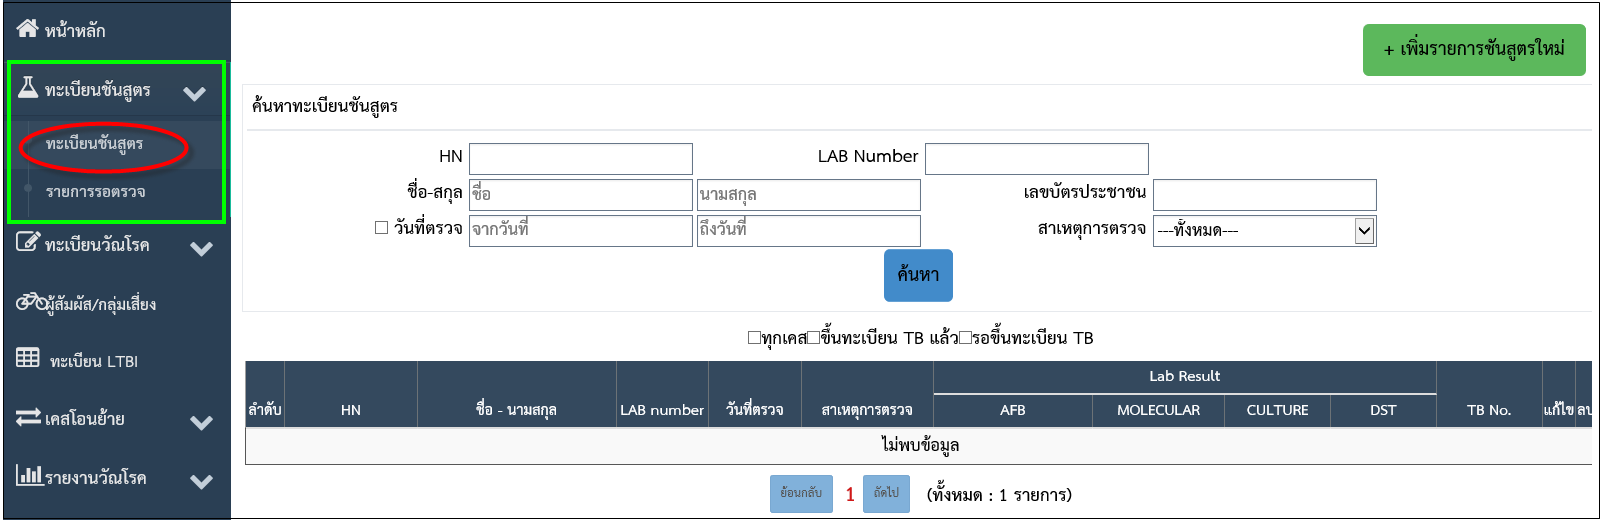 หน้าหลัก
ทะเบียนชันสูตร
ทะเบียนชันสูตร
รายการรอตรวจ
ทะเบียนวัณโรค
ผู้สัมผัส/กลุ่มเสี่ยง
ทะเบียน LTBI
เคสโอนย้าย
รายงานวัณโรค
+ เพิ่มรายการชันสูตรใหม่
ค้นหาทะเบียนชันสูตร
HN LAB Number
ชื่อ-สกุล ชื่อ นามสกุล เลขบัตรประชาชน
วันที่ตรวจ จากวันที่ ถึงวันที่ สาเหตุการตรวจ ---ทั้งหมด---
ค้นหา
ทุกเคส ขึ้นทะเบียน TB แล้ว รอขึ้นทะเบียน TB
Lab Result
ลำดับ HN ชื่อ - นามสกุล LAB number วันที่ตรวจ สาเหตุการตรวจ AFB MOLECULAR CULTURE DST TB No. แก้ไข ลบ
ไม่พบข้อมูล
ย้อนกลับ 1 ถัดไป (ทั้งหมด : 1 รายการ)